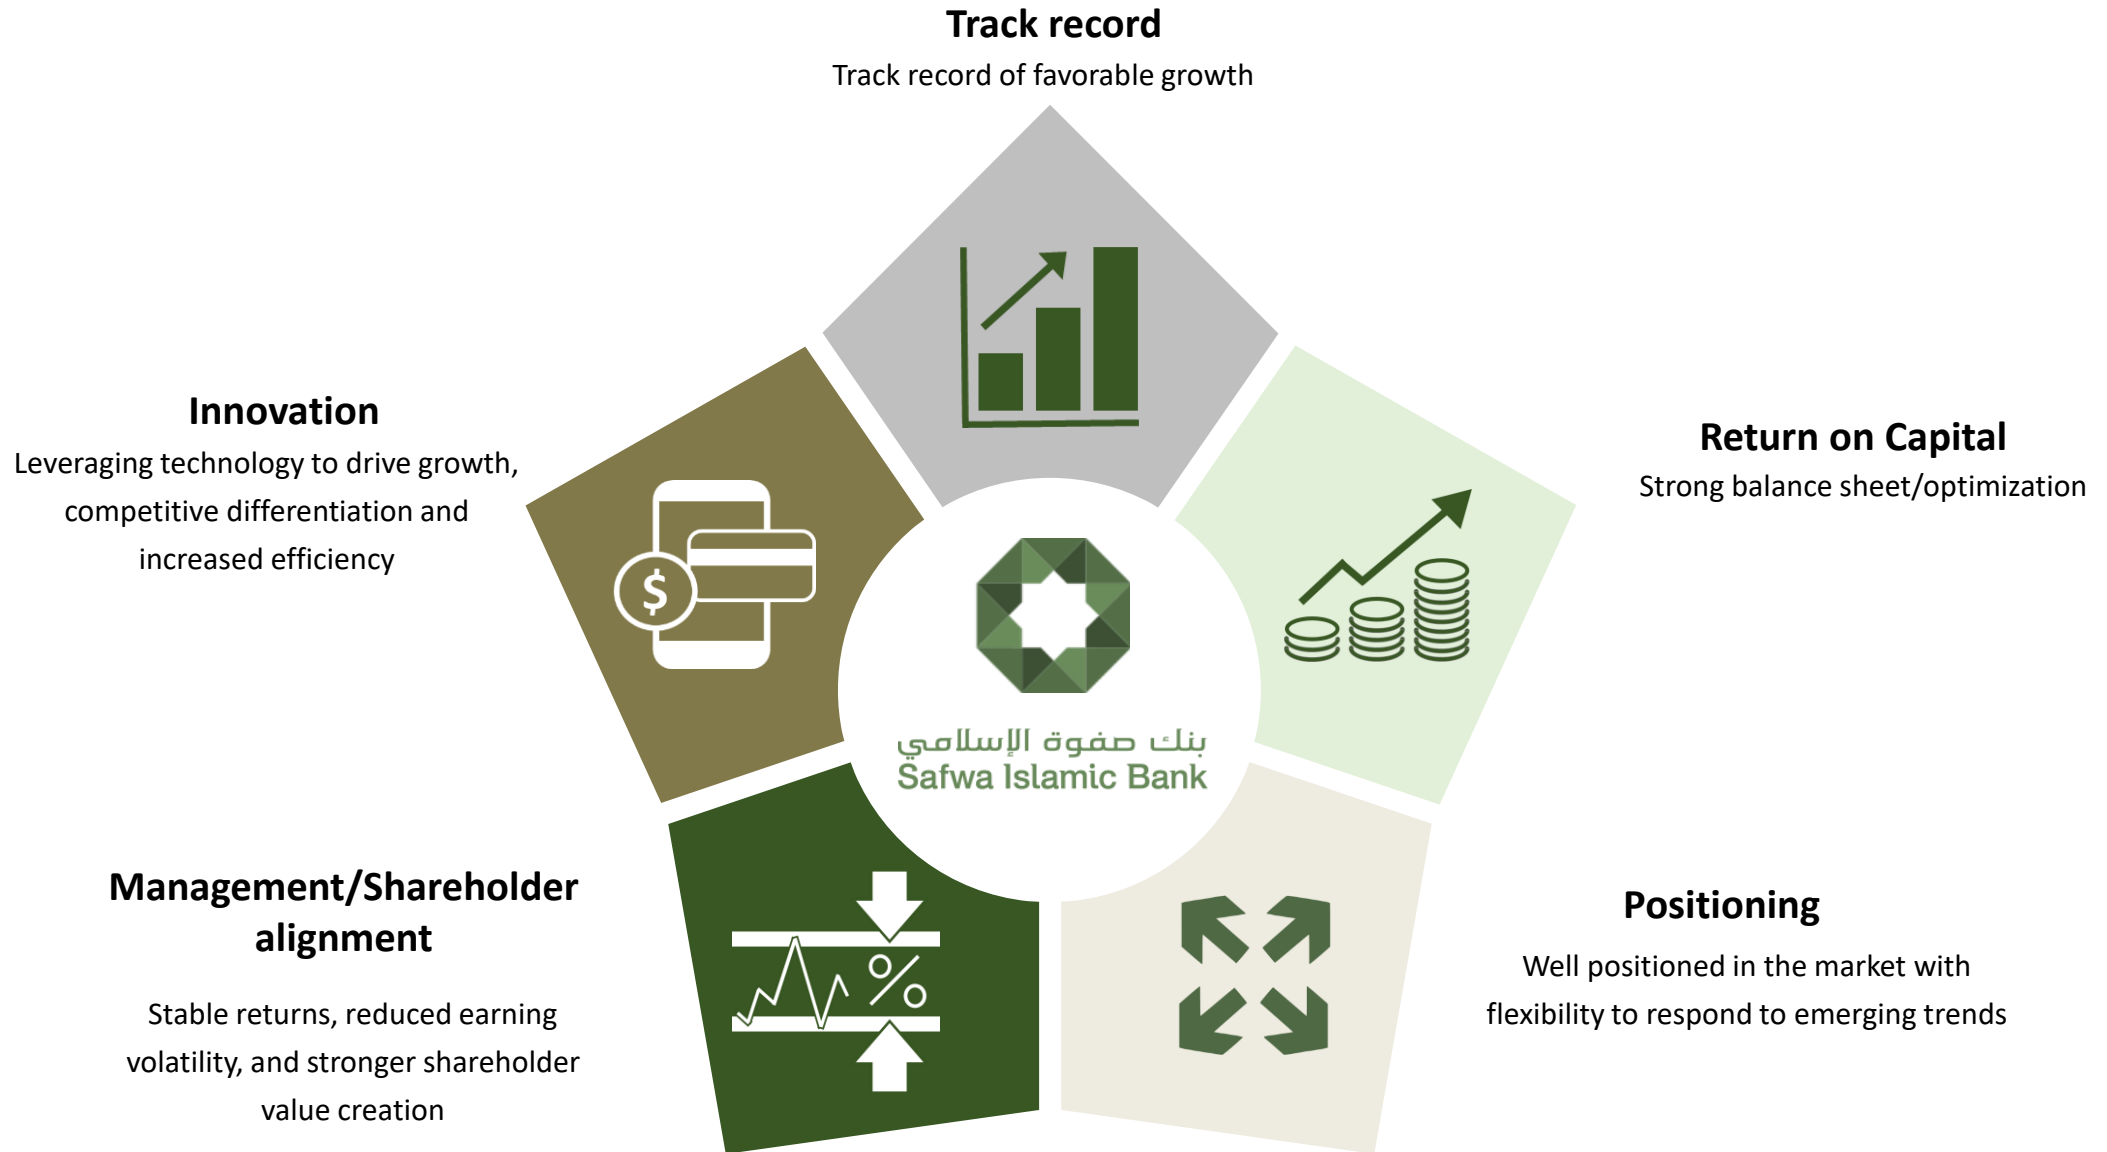 Track record
Track record of favorable growth
Innovation
Leveraging technology to drive growth,
competitive differentiation and
increased efficiency
$
Return on Capital
Strong balance sheet/optimization
بنك صفوة الإسلامي
Safwa Islamic Bank
Management/Shareholder
alignment
Stable returns, reduced earning
volatility, and stronger shareholder
value creation
%
Positioning
Well positioned in the market with
flexibility to respond to emerging trends